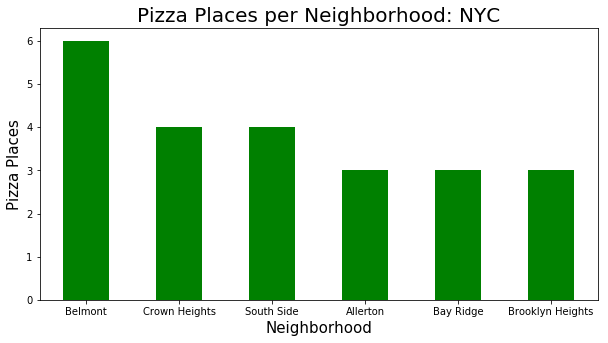 Pizza Places per Neighborhood: NYC
Pizza Places
6
5
4
3
2
1
0
Belmont
Crown Heights
South Side
Allerton
Bay Ridge
Brooklyn Heights
Neighborhood